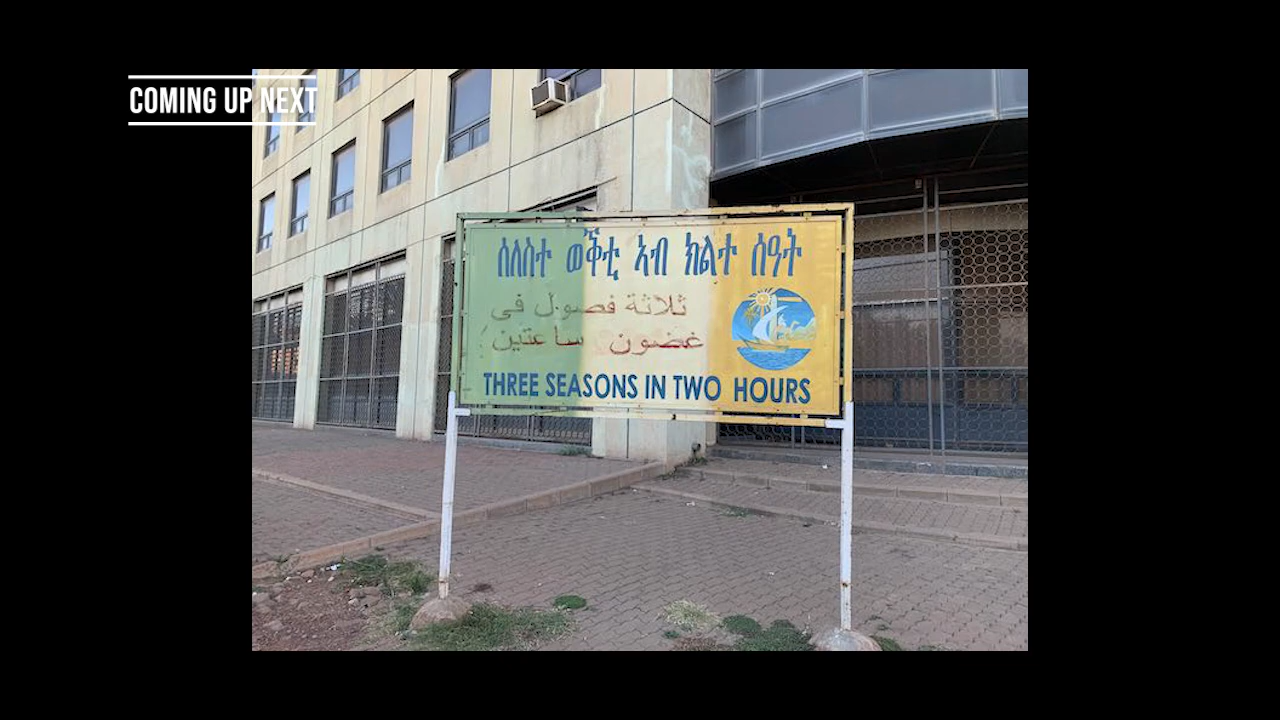 COMING UP NEXT
ሰለስተ ወቕቲ ኣብ ክልተ ሰዓት
ثلاثة فصول في
غضون ساعتين
THREE SEASONS IN TWO HOURS